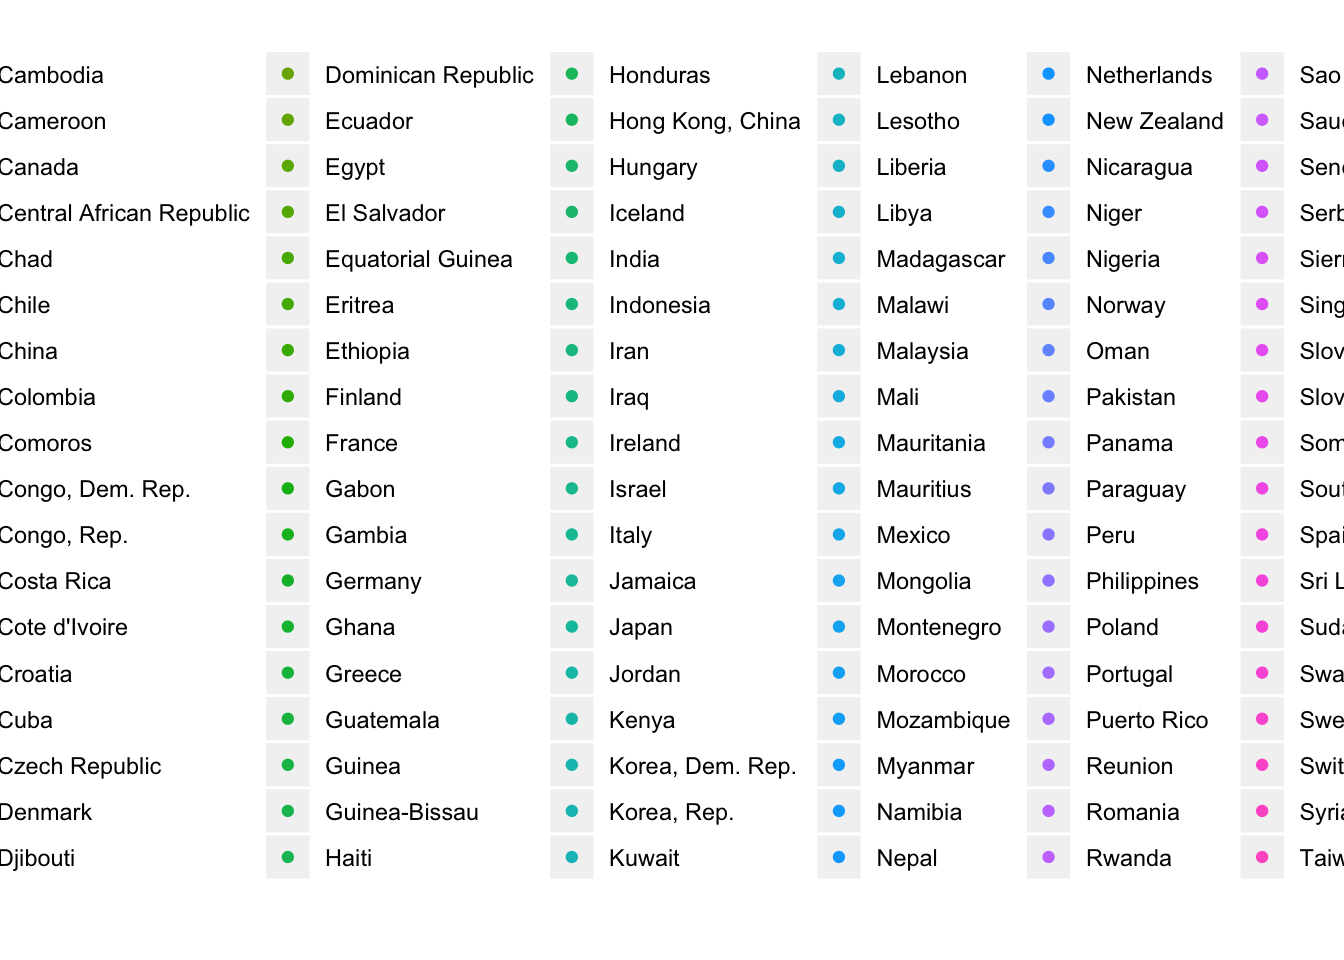 Cambodia
Cameroon
Canada
Central African Republic
Chad
Chile
China
Colombia
Comoros
Congo, Dem. Rep.
Congo, Rep.
Costa Rica
Cote d'Ivoire
Croatia
Cuba
Czech Republic
Denmark
Djibouti
Dominican Republic
Ecuador
Egypt
El Salvador
Equatorial Guinea
Eritrea
Ethiopia
Finland
France
Gabon
Gambia
Germany
Ghana
Greece
Guatemala
Guinea
Guinea-Bissau
Haiti
Honduras
Hong Kong, China
Hungary
Iceland
India
Indonesia
Iran
Iraq
Ireland
Israel
Italy
Jamaica
Japan
Jordan
Kenya
Korea, Dem. Rep.
Korea, Rep.
Kuwait
Lebanon
Lesotho
Liberia
Libya
Madagascar
Malawi
Malaysia
Mali
Mauritania
Mauritius
Mexico
Mongolia
Montenegro
Morocco
Mozambique
Myanmar
Namibia
Nepal
Netherlands
New Zealand
Nicaragua
Niger
Nigeria
Norway
Oman
Pakistan
Panama
Paraguay
Peru
Philippines
Poland
Portugal
Puerto Rico
Reunion
Romania
Rwanda
Sao
Sau
Sen
Serb
Sier
Sing
Slov
Slov
Som
Sout
Spai
Sri L
Suda
Swa
Swe
Swit
Syria
Taiw